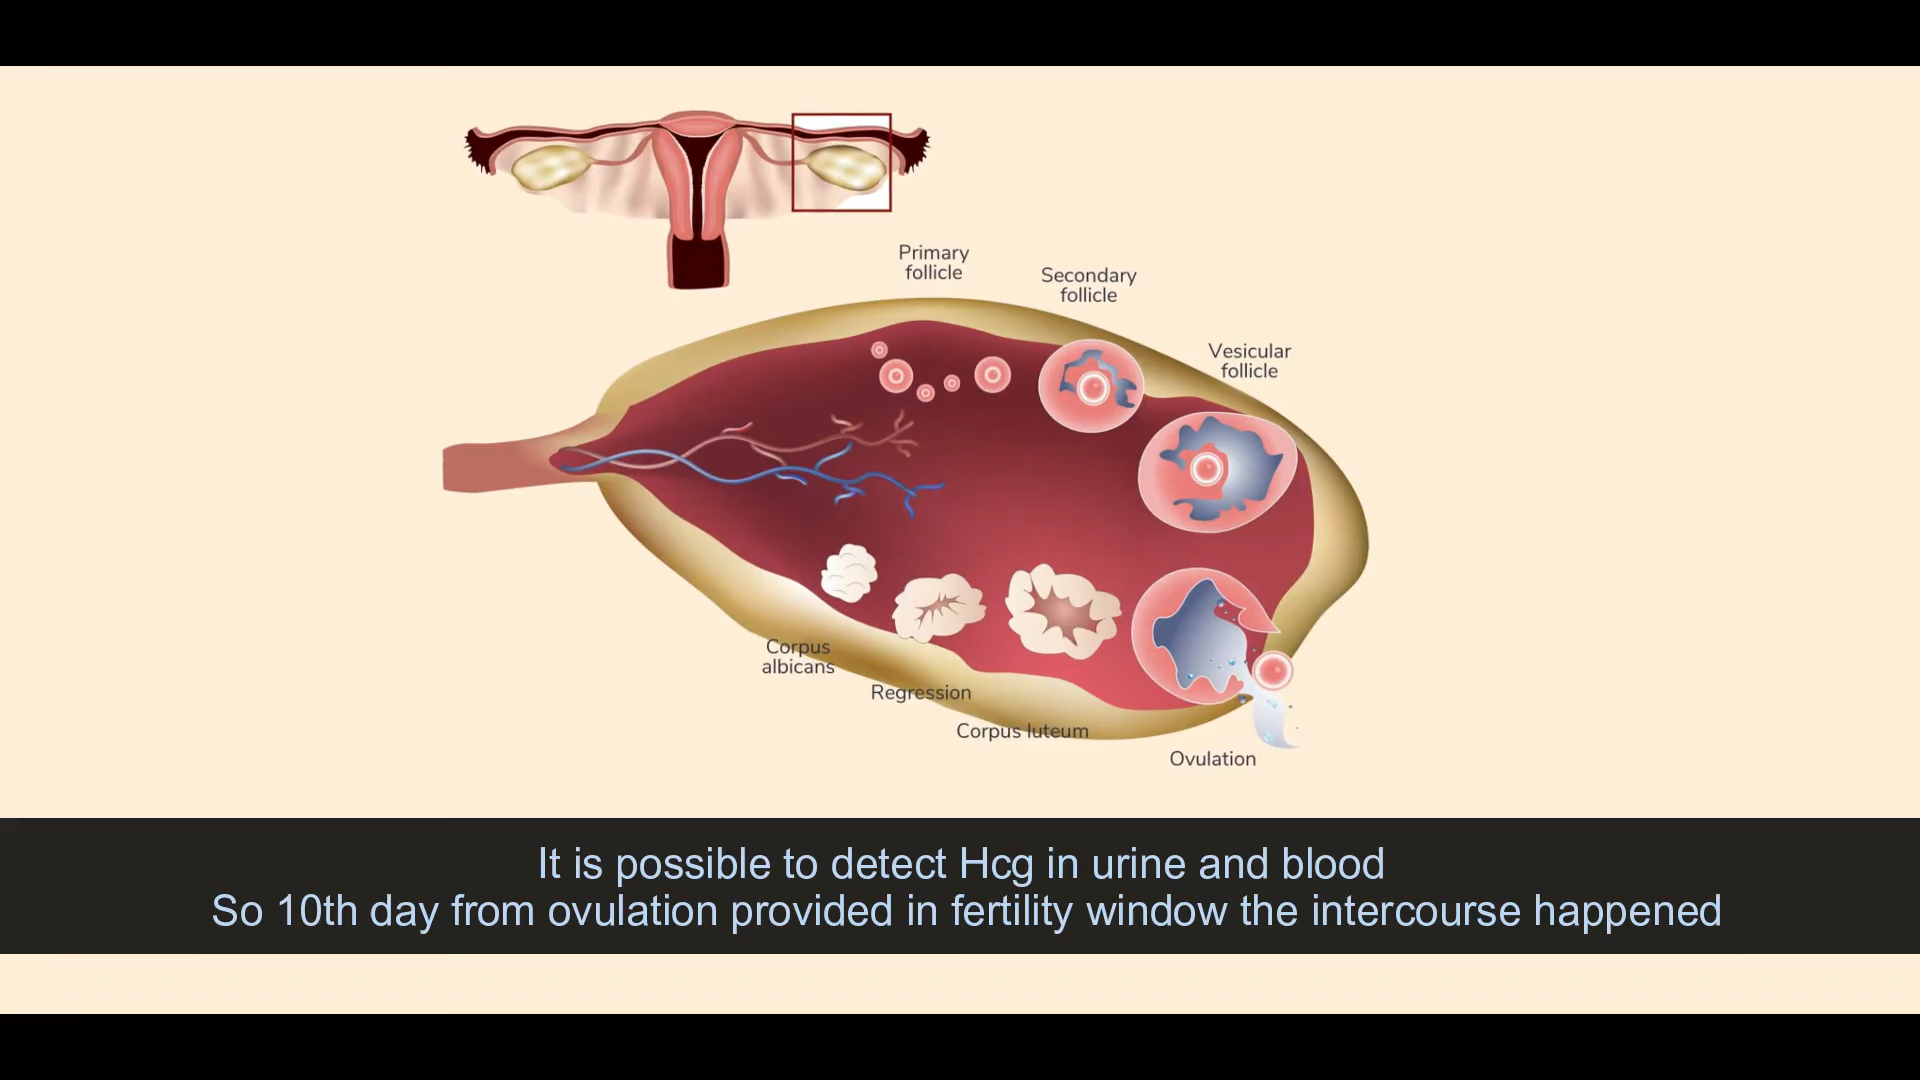 Primary
follicle
Secondary
follicle
Vesicular
follicle
Corpus
albicans
Regression
Corpus luteum
Ovulation
It is possible to detect Hcg in urine and blood
So 10th day from ovulation provided in fertility window the intercourse happened